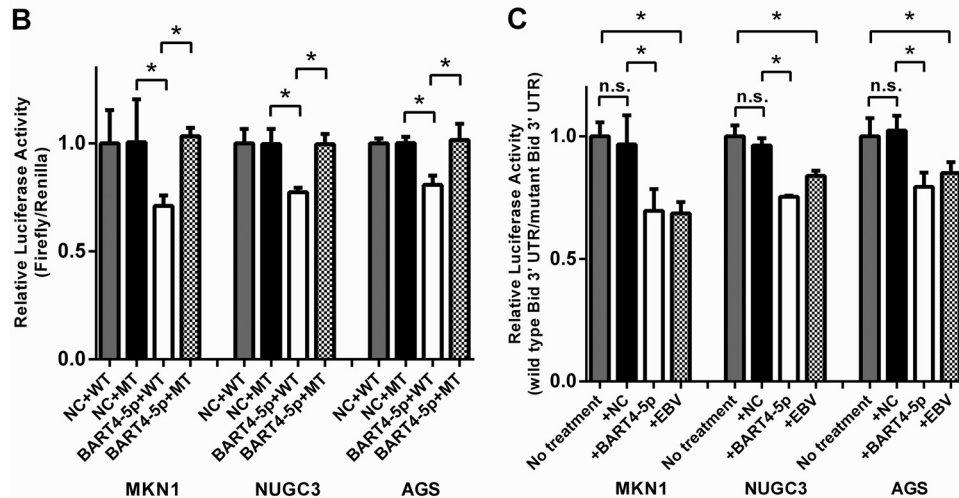 B
Relative Luciferase Activity
(Firefly/Renilla)
1.0
0.5
0.0
* * * * * *
NC+WT
NC+MT
BART4-5p+WT
BART4-5p+MT
NC+WT
NC+MT
BART4-5p+WT
BART4-5p+MT
NC+WT
NC+MT
BART4-5p+WT
BART4-5p+MT
MKN1 NUGC3 AGS
C
Relative Luciferase Activity
(wild type Bid 3' UTR/mutant Bid 3' UTR)
1.0
0.5
0.0
* * *
* * *
n.s. n.s. n.s.
No treatment
+NC
+BART4-5p
+EBV
No treatment
+NC
+BART4-5p
+EBV
No treatment
+NC
+BART4-5p
+EBV
MKN1 NUGC3 AGS